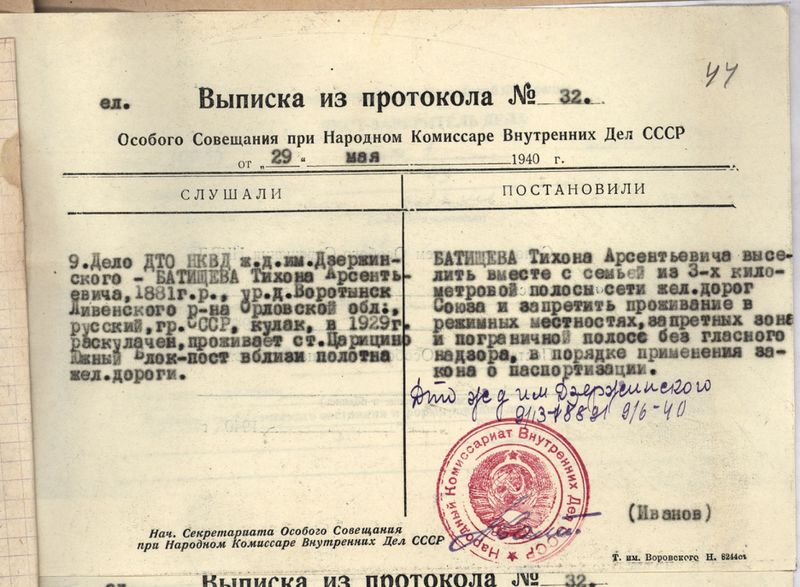 44
ел. Выписка из протокола № 32.
Особого Совещания при Народном Комиссаре Внутренних Дел СССР
от „29" мая 1940 г.
СЛУШАЛИ
9.Дело ДТО НКВД ж.д.им.Дзержин-
ского - БАТИЩЕВА Тихона Арсенть-
евича,1881г.р., ур.д.Воротынск
Ливенского р-на Орловской обл.,
русский,гр.СССР, кулак, в 1929г.
раскулачен,проживает ст.Царицино
Южный Блок-пост вблизи полотна
жел.дороги.
ПОСТАНОВИЛИ
БАТИЩЕВА Тихона Арсентьевича высе-
лить вместе с семьей из 3-х кило-
метровой полосы сети жел.дорог
Союза и запретить проживание в
режимных местностях,запретных зона
и пограничной полосе без гласного
надзора, в порядке применения за-
кона о паспортизации.
Дто ж д им Дзержинского
9/6-40
Народный Комиссариат Внутренних Дел СССР
(Иванов)
Нач. Секретариата Особого Совещания
при Народном Комиссаре Внутренних Дел СССР
Т. им. Воровского Н. 8244съ
ел. Выписка из протокола № 32.